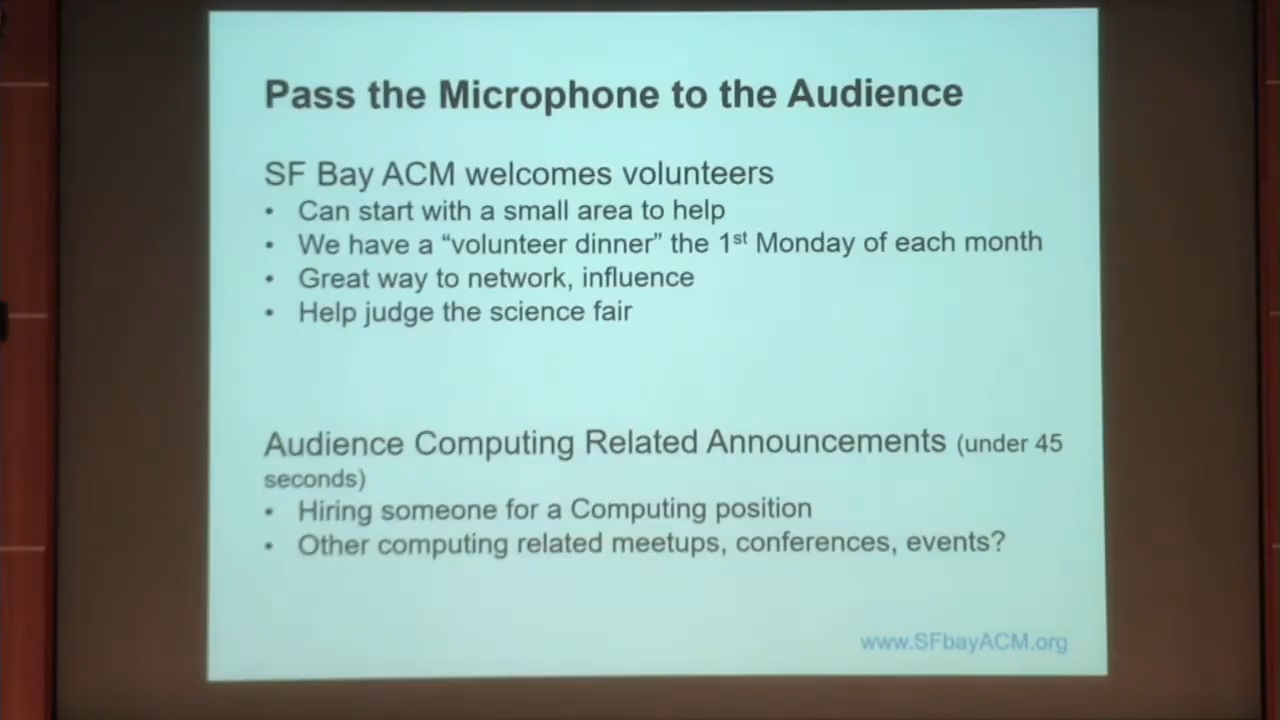 Pass the Microphone to the Audience
SF Bay ACM welcomes volunteers
• Can start with a small area to help
• We have a “volunteer dinner” the 1st Monday of each month
• Great way to network, influence
• Help judge the science fair
Audience Computing Related Announcements (under 45
seconds)
• Hiring someone for a Computing position
• Other computing related meetups, conferences, events?
www.SFbayACM.org